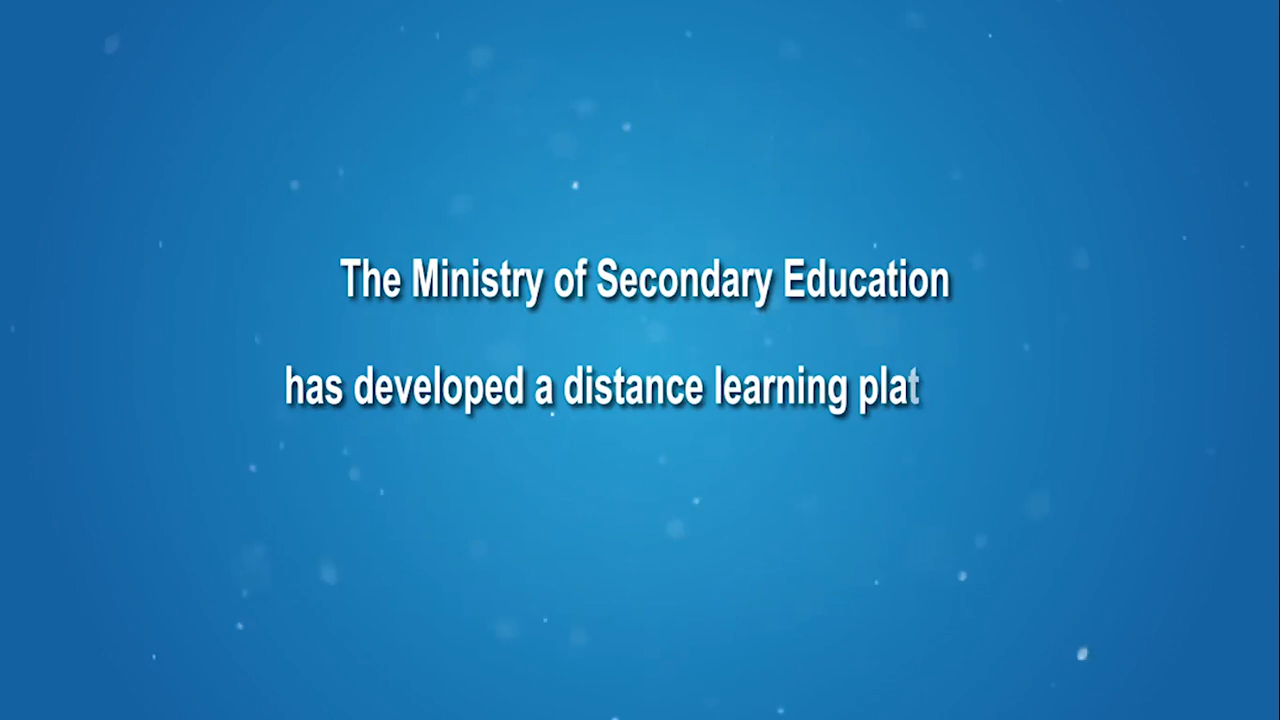 The Ministry of Secondary Education
has developed a distance learning plat